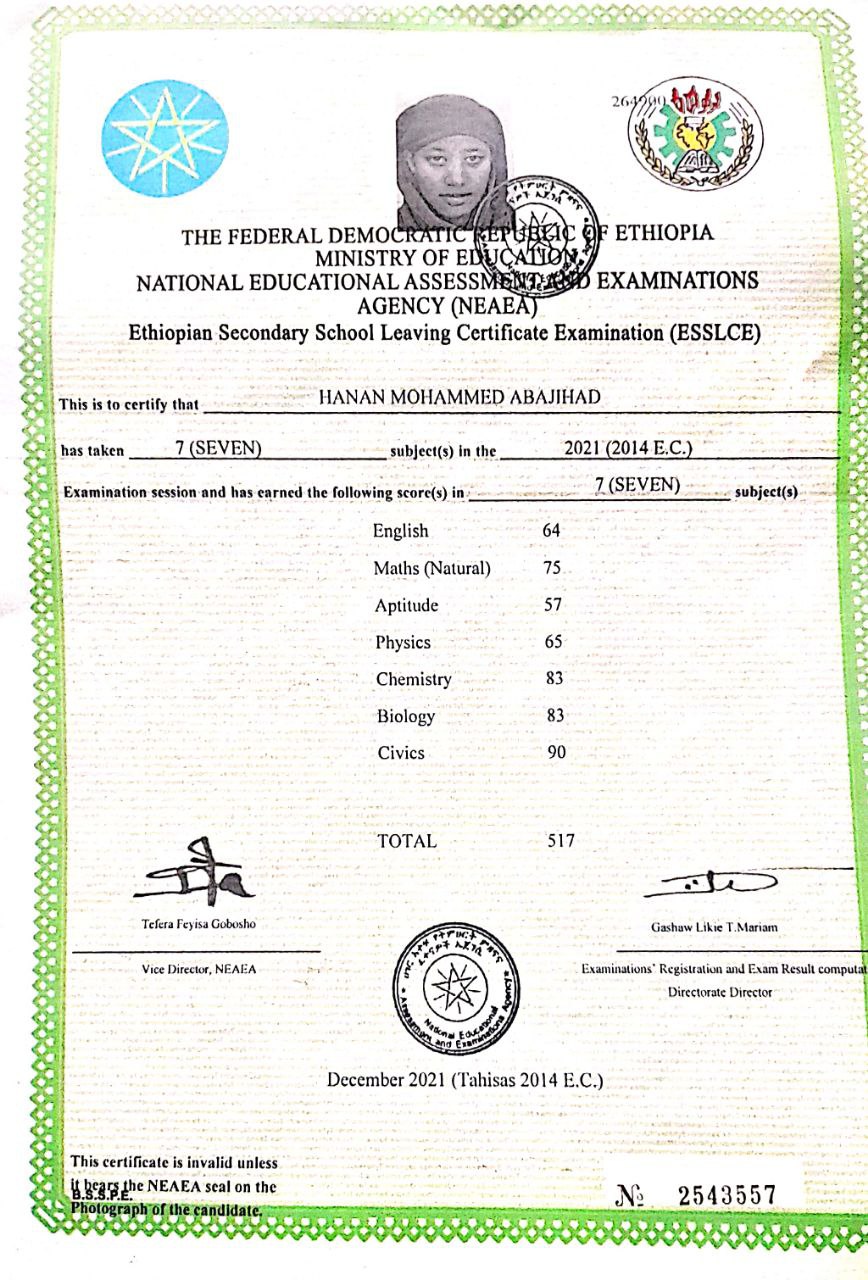 264900
THE FEDERAL DEMOCRATIC REPUBLIC OF ETHIOPIA
MINISTRY OF EDUCATION
NATIONAL EDUCATIONAL ASSESSMENT AND EXAMINATIONS
AGENCY (NEAEA)
Ethiopian Secondary School Leaving Certificate Examination (ESSLCE)
This is to certify that HANAN MOHAMMED ABAJIHAD
has taken 7 (SEVEN) subject(s) in the 2021 (2014 E.C.)
Examination session and has earned the following score(s) in 7 (SEVEN) subject(s)
English 64
Maths (Natural) 75
Aptitude 57
Physics 65
Chemistry 83
Biology 83
Civics 90
TOTAL 517
Tefera Feyisa Gobosho
Vice Director, NEAEA
Gashaw Likie T.Mariam
Examinations' Registration and Exam Result computat
Directorate Director
National Educational
Assessment and Examinations Agency
December 2021 (Tahisas 2014 E.C.)
This certificate is invalid unless
it bears the NEAEA seal on the
B.S.S.P.E.
Photograph of the candidate.
№ 2543557